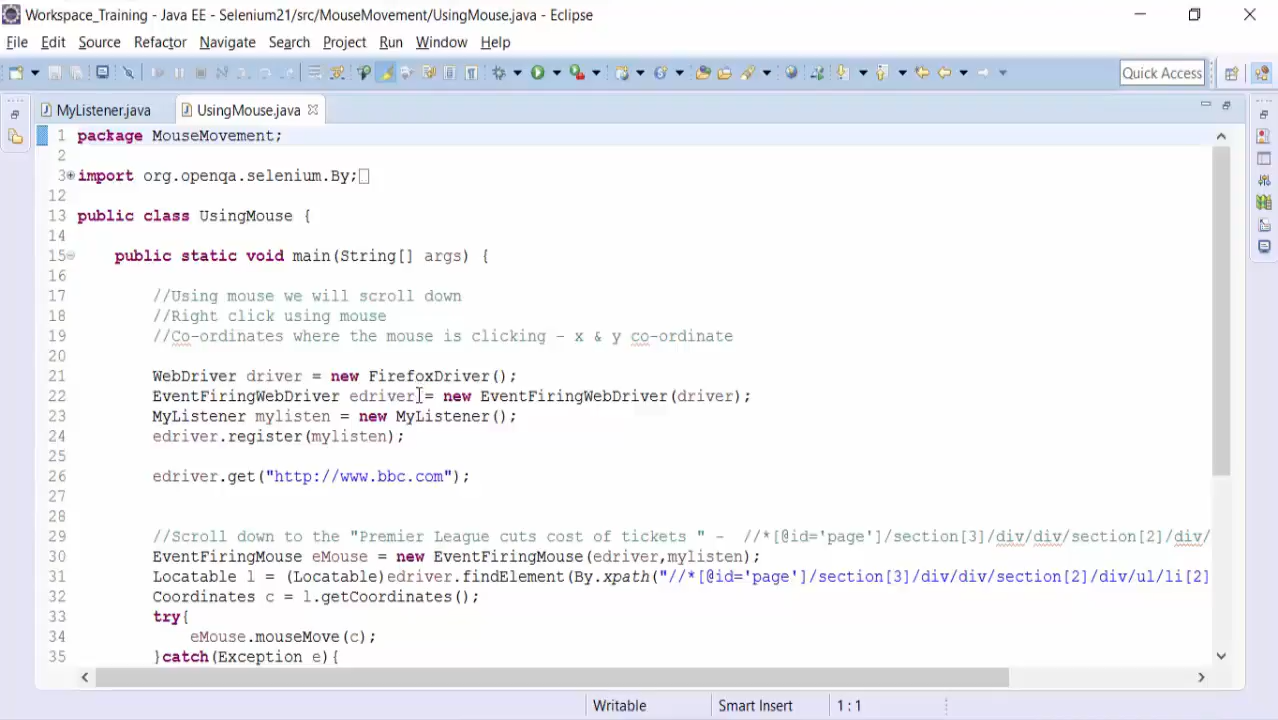 Workspace_Training - Java EE - Selenium21/src/MouseMovement/UsingMouse.java - Eclipse
File Edit Source Refactor Navigate Search Project Run Window Help
Quick Access
MyListener.java UsingMouse.java
1 package MouseMovement;
2
3 import org.openqa.selenium.By;
12
13 public class UsingMouse {
14
15 public static void main(String[] args) {
16
17 //Using mouse we will scroll down
18 //Right click using mouse
19 //Co-ordinates where the mouse is clicking - x & y co-ordinate
20
21 WebDriver driver = new FirefoxDriver();
22 EventFiringWebDriver edriver = new EventFiringWebDriver(driver);
23 MyListener mylisten = new MyListener();
24 edriver.register(mylisten);
25
26 edriver.get("http://www.bbc.com");
27
28
29 //Scroll down to the "Premier League cuts cost of tickets " - //*[@id='page']/section[3]/div/div/section[2]/div/
30 EventFiringMouse eMouse = new EventFiringMouse(edriver,mylisten);
31 Locatable l = (Locatable)edriver.findElement(By.xpath("//*[@id='page']/section[3]/div/div/section[2]/div/ul/li[2]
32 Coordinates c = l.getCoordinates();
33 try{
34 eMouse.mouseMove(c);
35 }catch(Exception e){
Writable Smart Insert 1 : 1